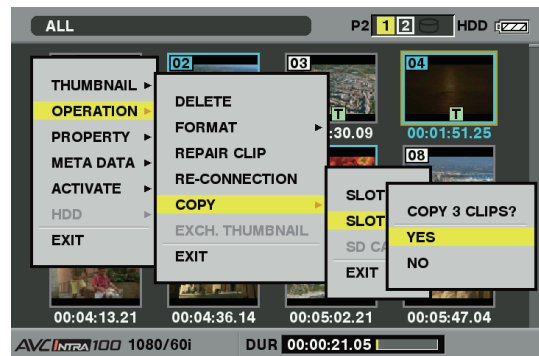 ALL
P2 1 2 HDD
02
03
04
THUMBNAIL
OPERATION
PROPERTY
META DATA
ACTIVATE
HDD
EXIT
DELETE
FORMAT
REPAIR CLIP
RE-CONNECTION
COPY
EXCH. THUMBNAIL
EXIT
T
T
:30.09
00:01:51.25
08
SLOT
SLOT
SD CA
EXIT
COPY 3 CLIPS?
YES
NO
00:04:13.21
00:04:36.14
00:05:02.21
00:05:47.04
AVC INTRA 100 1080/60i
DUR 00:00:21.05